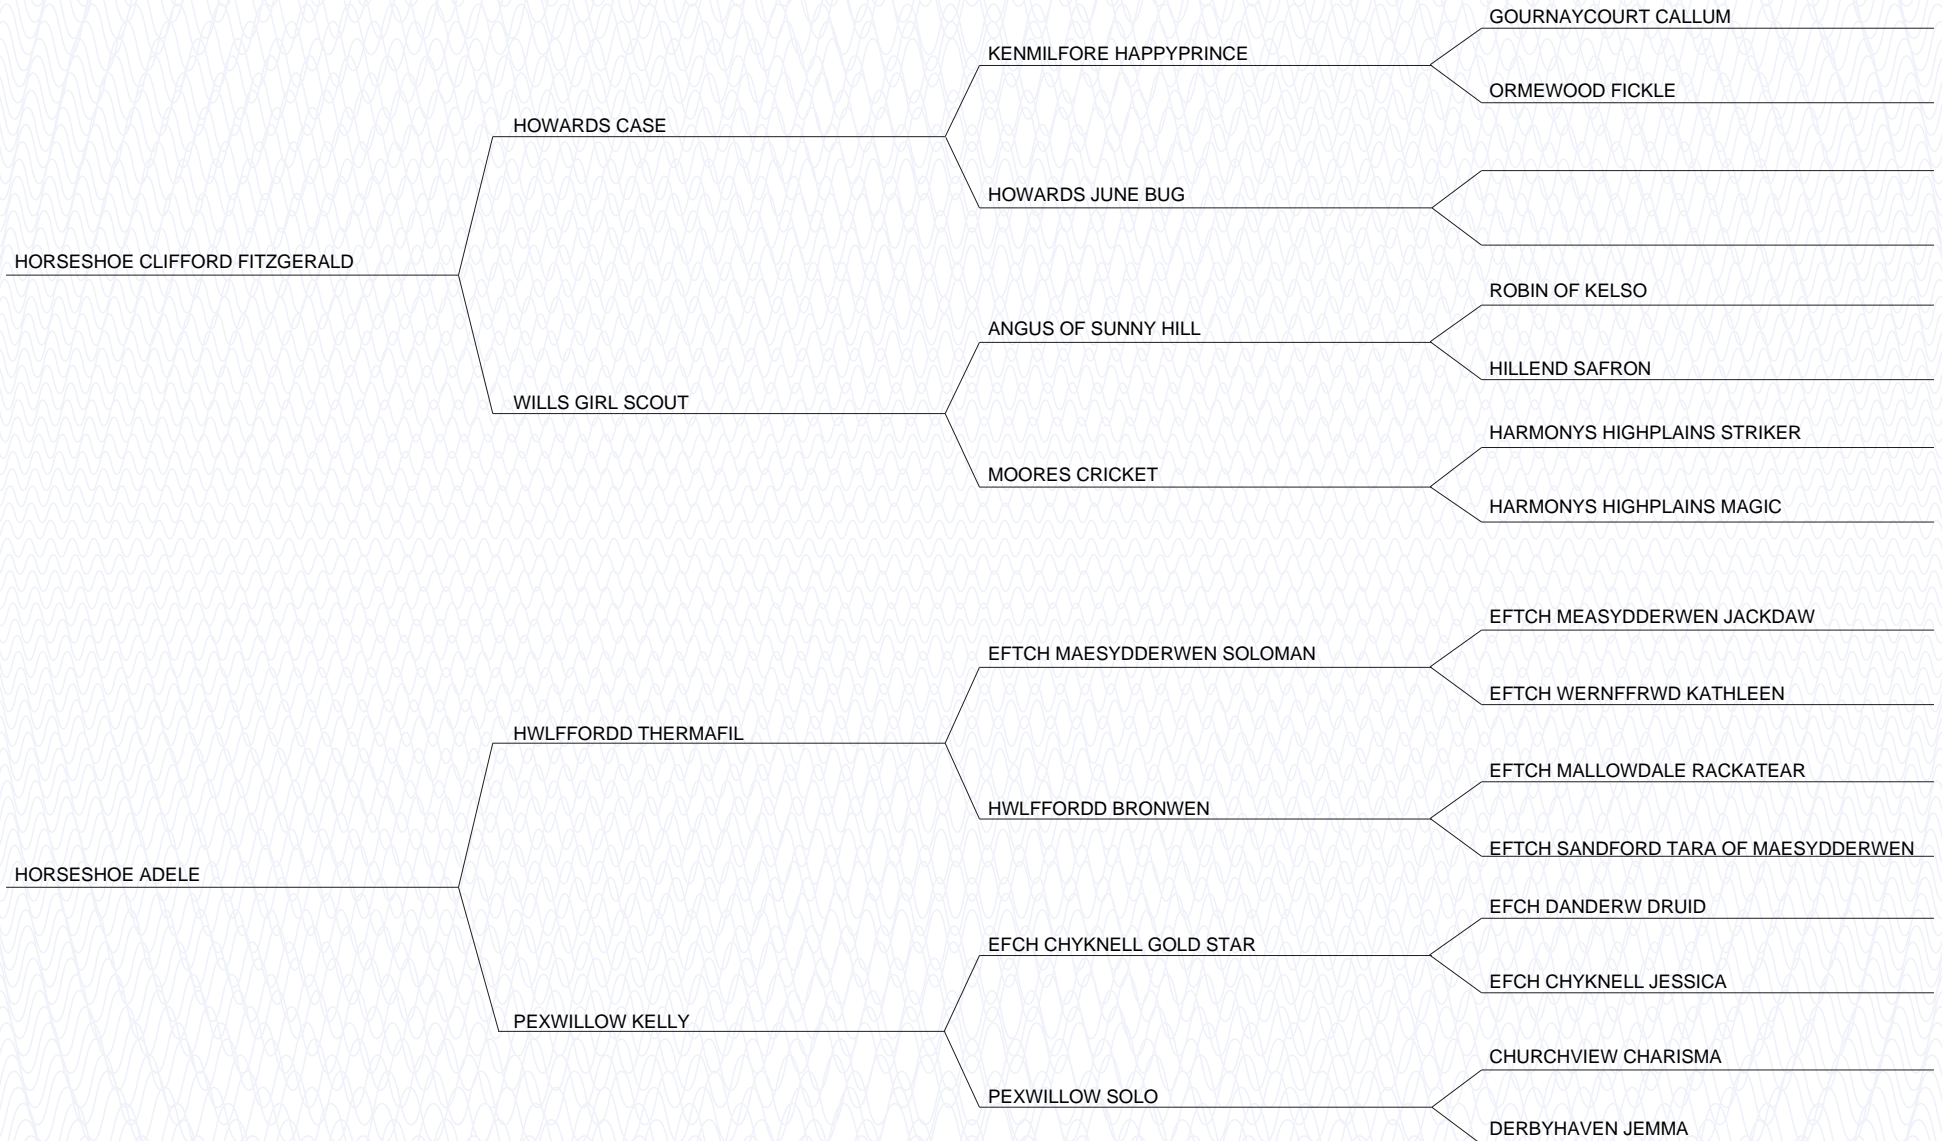 GOURNAYCOURT CALLUM
KENMILFORE HAPPYPRINCE
ORMEWOOD FICKLE
HOWARDS CASE
HOWARDS JUNE BUG
HORSESHOE CLIFFORD FITZGERALD
ROBIN OF KELSO
ANGUS OF SUNNY HILL
HILLEND SAFRON
WILLS GIRL SCOUT
HARMONYS HIGHPLAINS STRIKER
MOORES CRICKET
HARMONYS HIGHPLAINS MAGIC
EFTCH MEASYDDERWEN JACKDAW
EFTCH MAESYDDERWEN SOLOMAN
EFTCH WERNFFRWD KATHLEEN
HWLFFORDD THERMAFIL
EFTCH MALLOWDALE RACKATEAR
HWLFFORDD BRONWEN
EFTCH SANDFORD TARA OF MAESYDDERWEN
HORSESHOE ADELE
EFCH DANDERW DRUID
EFCH CHYKNELL GOLD STAR
EFCH CHYKNELL JESSICA
PEXWILLOW KELLY
CHURCHVIEW CHARISMA
PEXWILLOW SOLO
DERBYHAVEN JEMMA